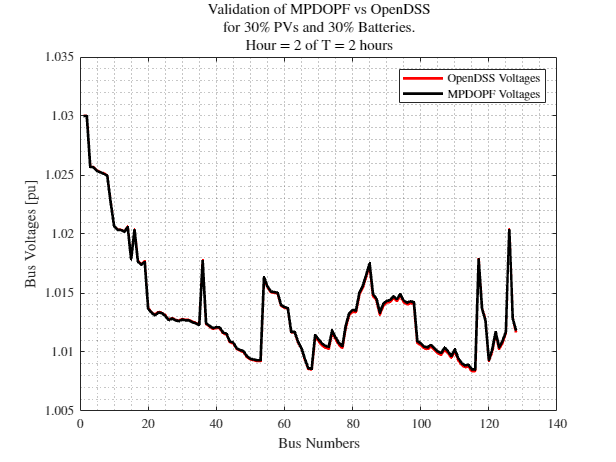 Validation of MPDOPF vs OpenDSS
for 30% PVs and 30% Batteries.
Hour = 2 of T = 2 hours
1.035
OpenDSS Voltages
MPDOPF Voltages
1.03
1.025
1.02
1.015
1.01
1.005
Bus Voltages [pu]
0
20
40
60
80
100
120
140
Bus Numbers